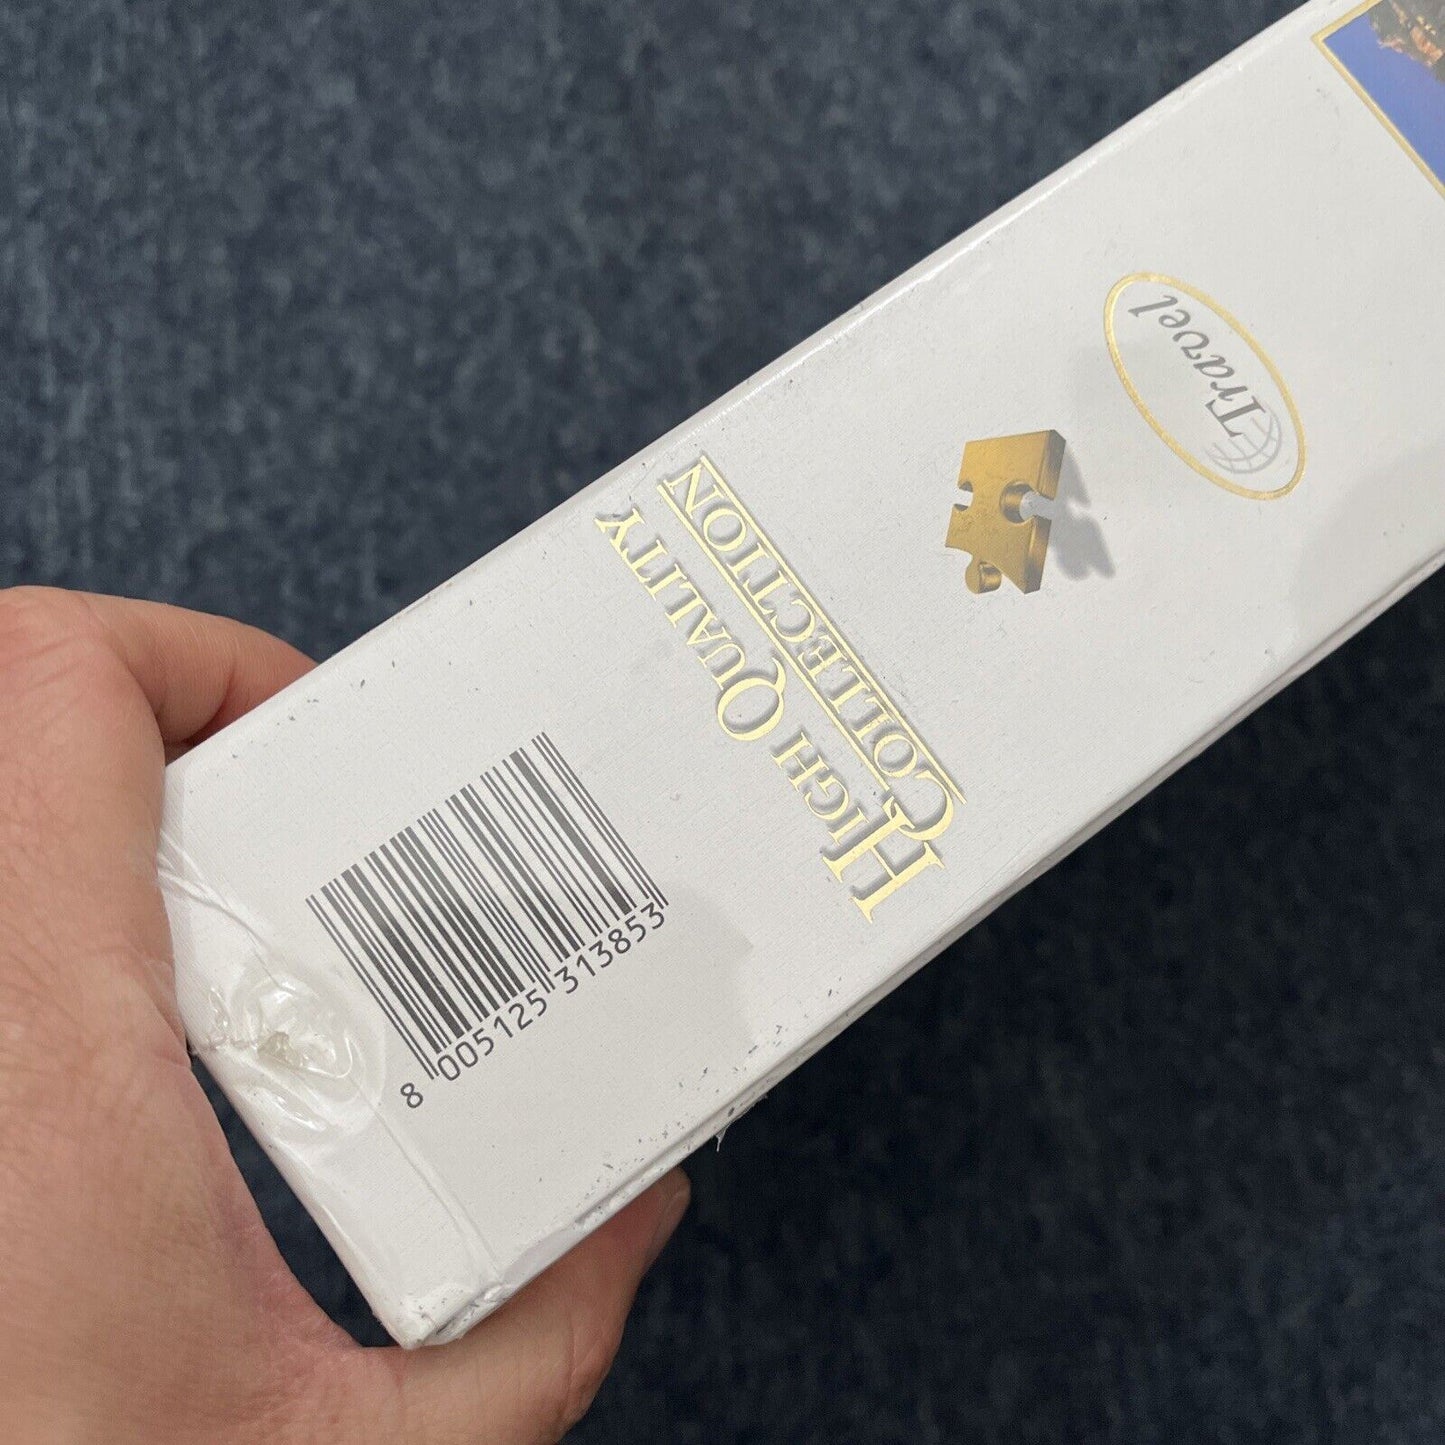 Travel
HIGH QUALITY
COLLECTION
8 005125 313853